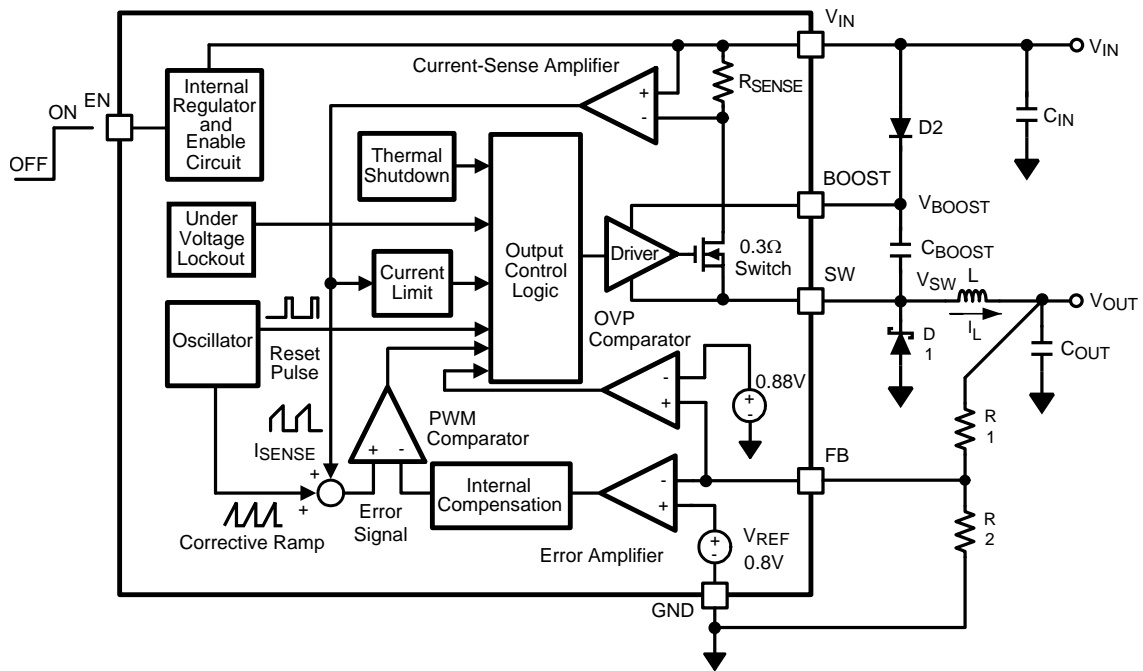 VIN
VIN
EN
ON
OFF
Internal
Regulator
and
Enable
Circuit
Current-Sense Amplifier
+
-
RSENSE
D2
CIN
Thermal
Shutdown
BOOST
VBOOST
Under
Voltage
Lockout
Output
Control
Logic
Driver
0.3Ω
Switch
CBOOST
Current
Limit
SW
VSW
L
IL
VOUT
OVP
Comparator
D
1
COUT
Oscillator
Reset
Pulse
-
+
0.88V
+
-
PWM
Comparator
+
-
ISENSE
R
1
FB
+
+
Internal
Compensation
-
+
Error
Signal
Corrective Ramp
Error Amplifier
+
-
VREF
0.8V
R
2
GND